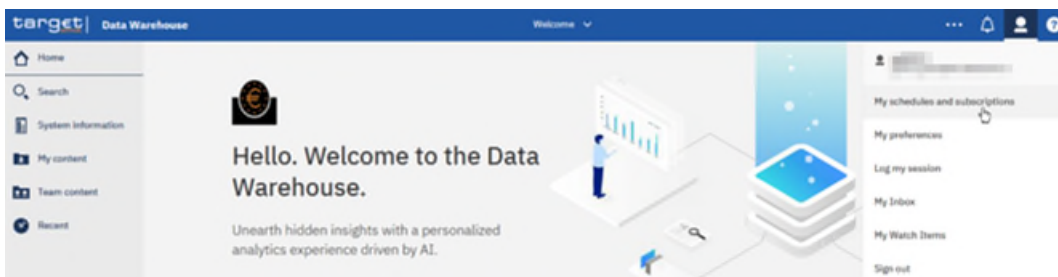 target | Data Warehouse
Welcome
Home
Search
System Information
My content
Team content
Recent
Hello. Welcome to the Data
Warehouse.
Unearth hidden insights with a personalized
analytics experience driven by AI.
My schedules and subscriptions
My preferences
Log my session
My Inbox
My Watch Items
Sign out